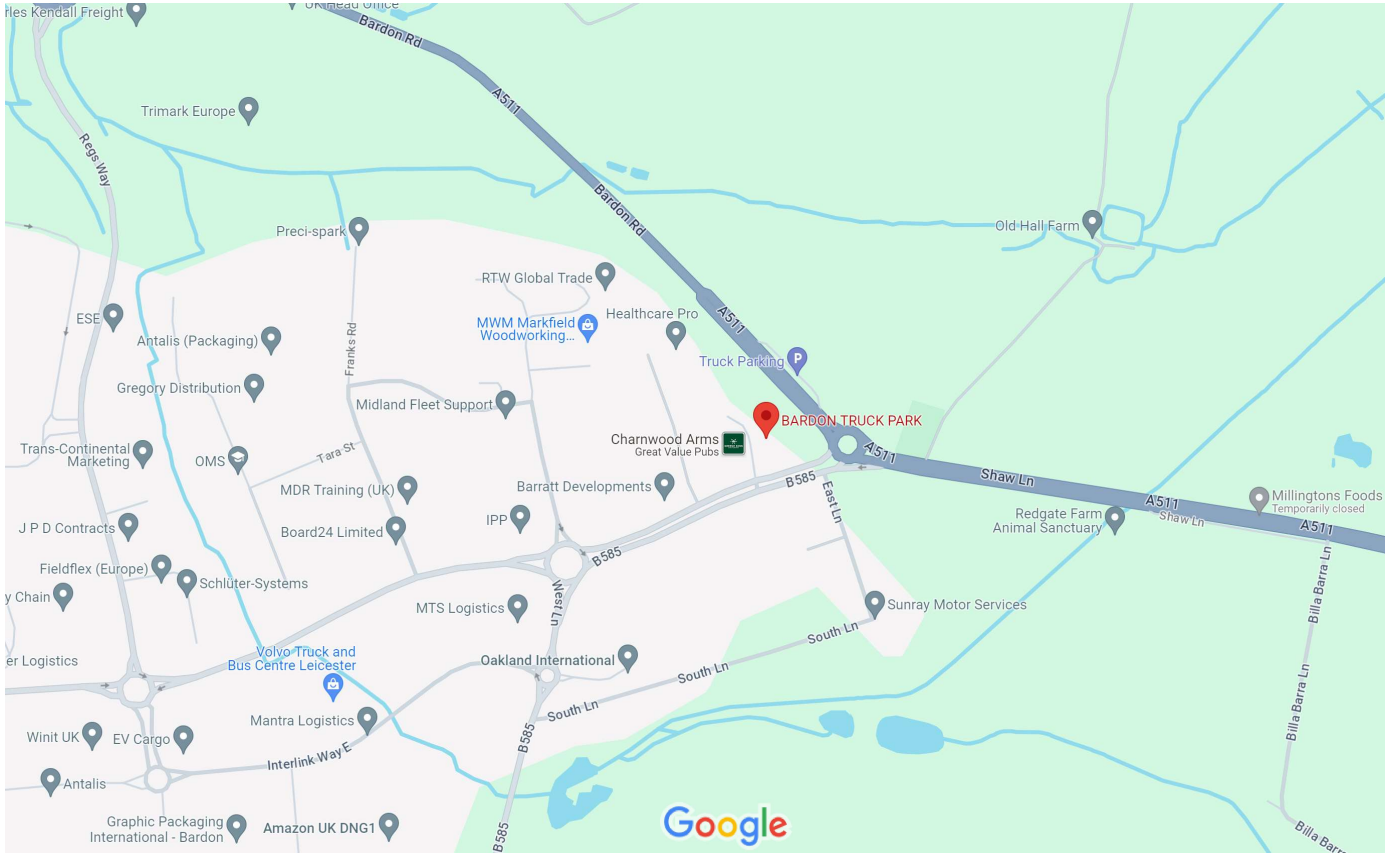 rles Kendall Freight
UK Head Office
Bardon Rd
A511
Trimark Europe
Regs Way
Bardon Rd
Preci-spark
Old Hall Farm
RTW Global Trade
ESE
Healthcare Pro
A511
MWM Markfield
Woodworking...
Antalis (Packaging)
Franks Rd
Truck Parking
P
Gregory Distribution
Midland Fleet Support
BARDON TRUCK PARK
Charnwood Arms
Great Value Pubs
Trans-Continental
Marketing
Tara St
OMS
A511
Shaw Ln
B585
Barratt Developments
MDR Training (UK)
East Ln
A511
Shaw Ln
Millingtons Foods
Temporarily closed
A511
Redgate Farm
Animal Sanctuary
J P D Contracts
Board24 Limited
IPP
B585
Fieldflex (Europe)
Schlüter-Systems
y Chain
MTS Logistics
West Ln
Sunray Motor Services
Billa Barra Ln
South Ln
er Logistics
Volvo Truck and
Bus Centre Leicester
Oakland International
South Ln
Billa Barra Ln
South Ln
Mantra Logistics
Winit UK
EV Cargo
B585
Interlink Way E
Antalis
Graphic Packaging
International - Bardon
Amazon UK DNG1
B585
Google
Billa Barr